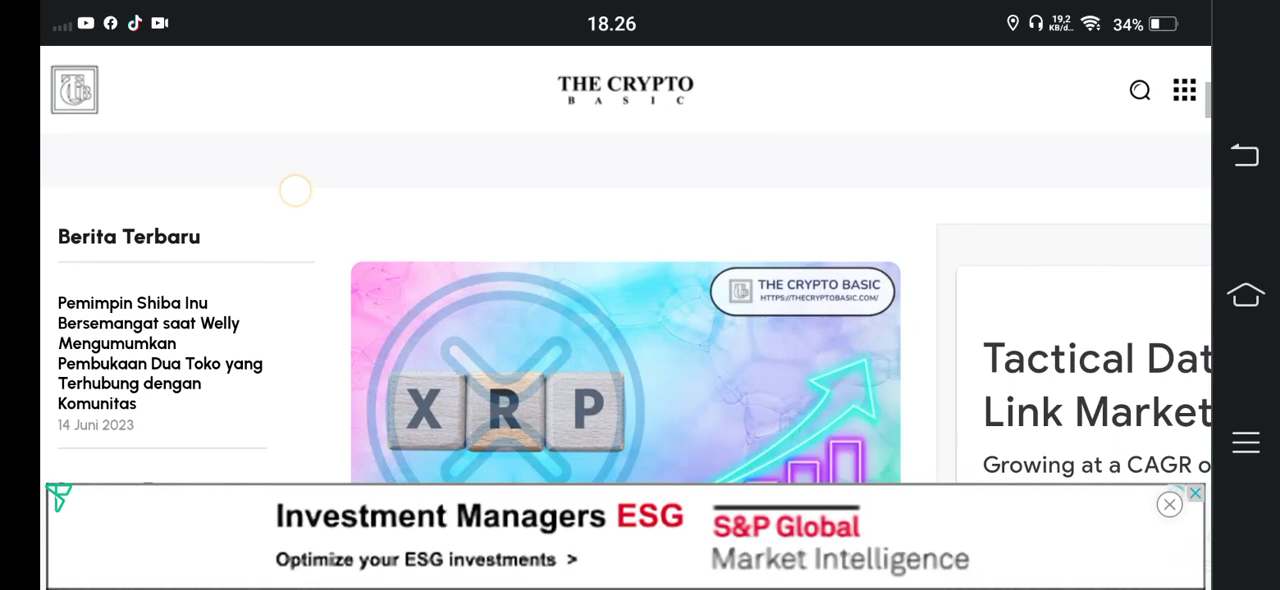 18.26
19,2
KB/d...
34%
THE CRYPTO
BASIC
Berita Terbaru
Pemimpin Shiba Inu
Bersemangat saat Welly
Mengumumkan
Pembukaan Dua Toko yang
Terhubung dengan
Komunitas
14 Juni 2023
THE CRYPTO BASIC
HTTPS://THECRYPTOBASIC.COM/
X R P
Tactical Dat
Link Market
Growing at a CAGR o
Investment Managers ESG
Optimize your ESG investments >
S&P Global
Market Intelligence